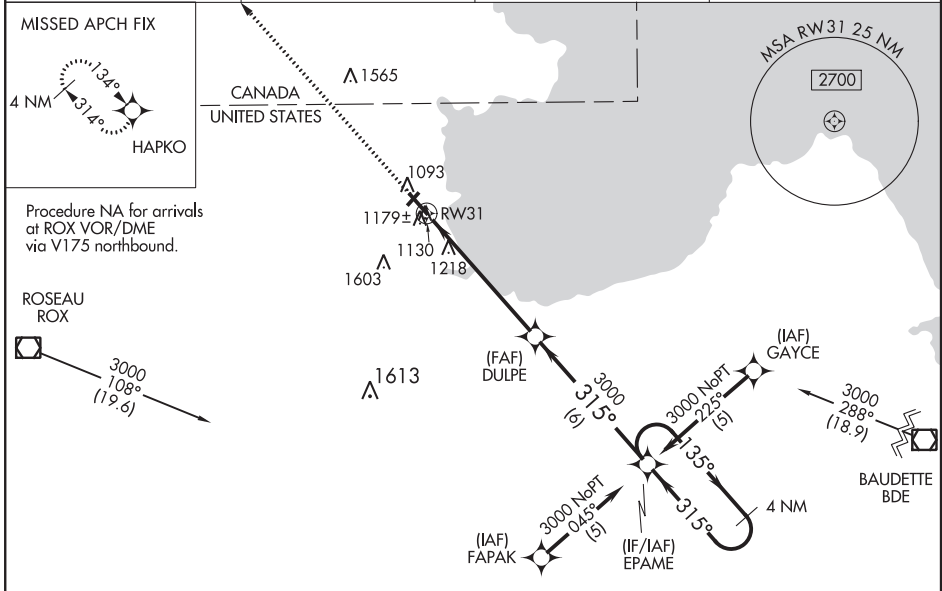 MISSED APCH FIX
134°
4 NM
314°
HAPKO
1565
CANADA
UNITED STATES
MSA RW31 25 NM
2700
1093
RW31
1179±
1130
1218
1603
Procedure NA for arrivals
at ROX VOR/DME
via V175 northbound.
ROSEAU
ROX
3000
108°
(19.6)
1613
(FAF)
DULPE
3000
315°
(6)
(IAF)
GAYCE
3000 NoPT
225°
(5)
3000
288°
(18.9)
BAUDETTE
BDE
135°
315°
4 NM
3000 NoPT
045°
(5)
(IAF)
FAPAK
(IF/IAF)
EPAME